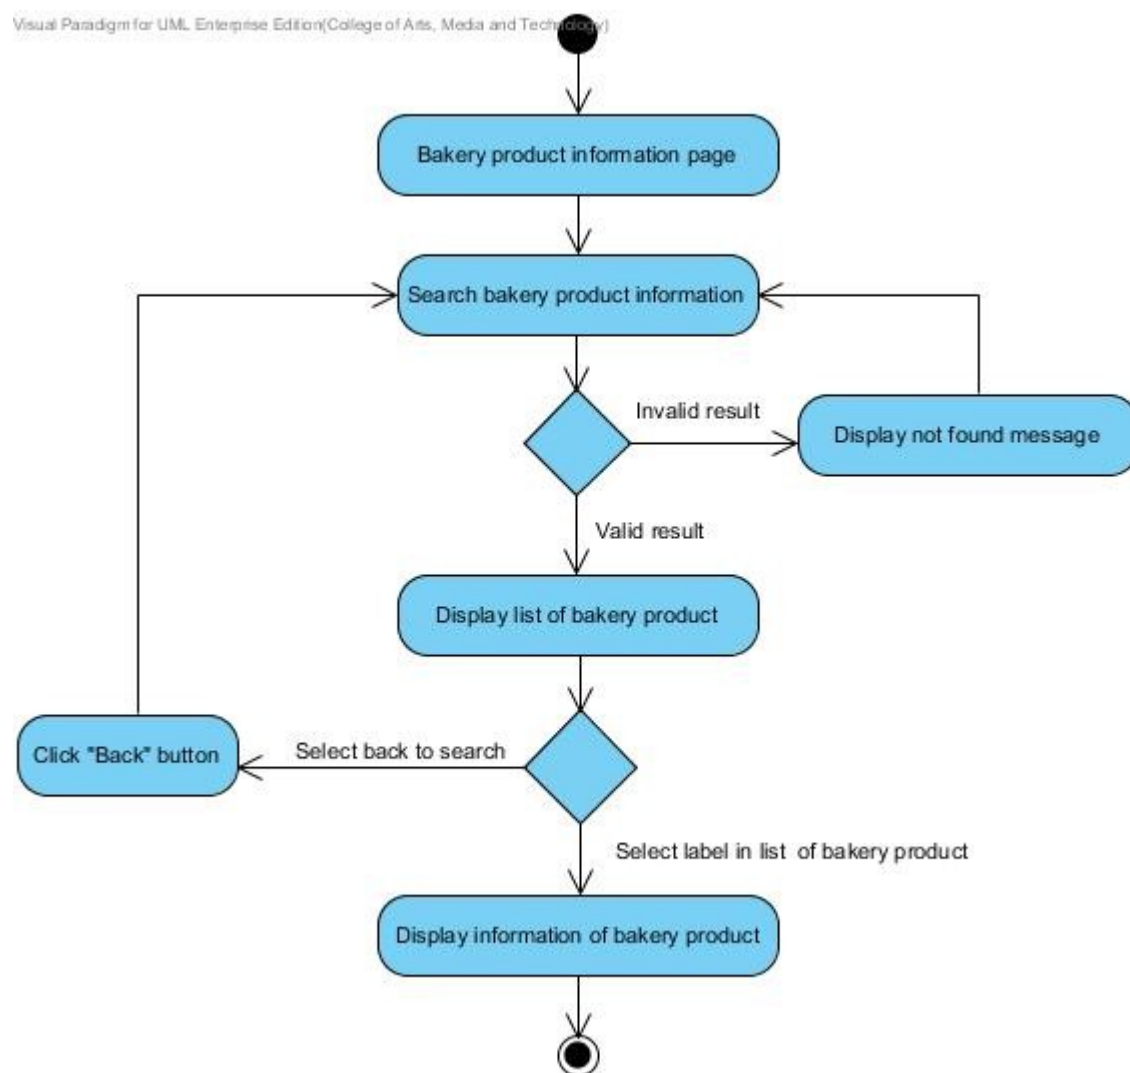 Visual Paradigm for UML Enterprise Edition(College of Arts, Media and Technology)
Bakery product information page
Search bakery product information
Invalid result
Display not found message
Valid result
Display list of bakery product
Select back to search
Click "Back" button
Select label in list of bakery product
Display information of bakery product